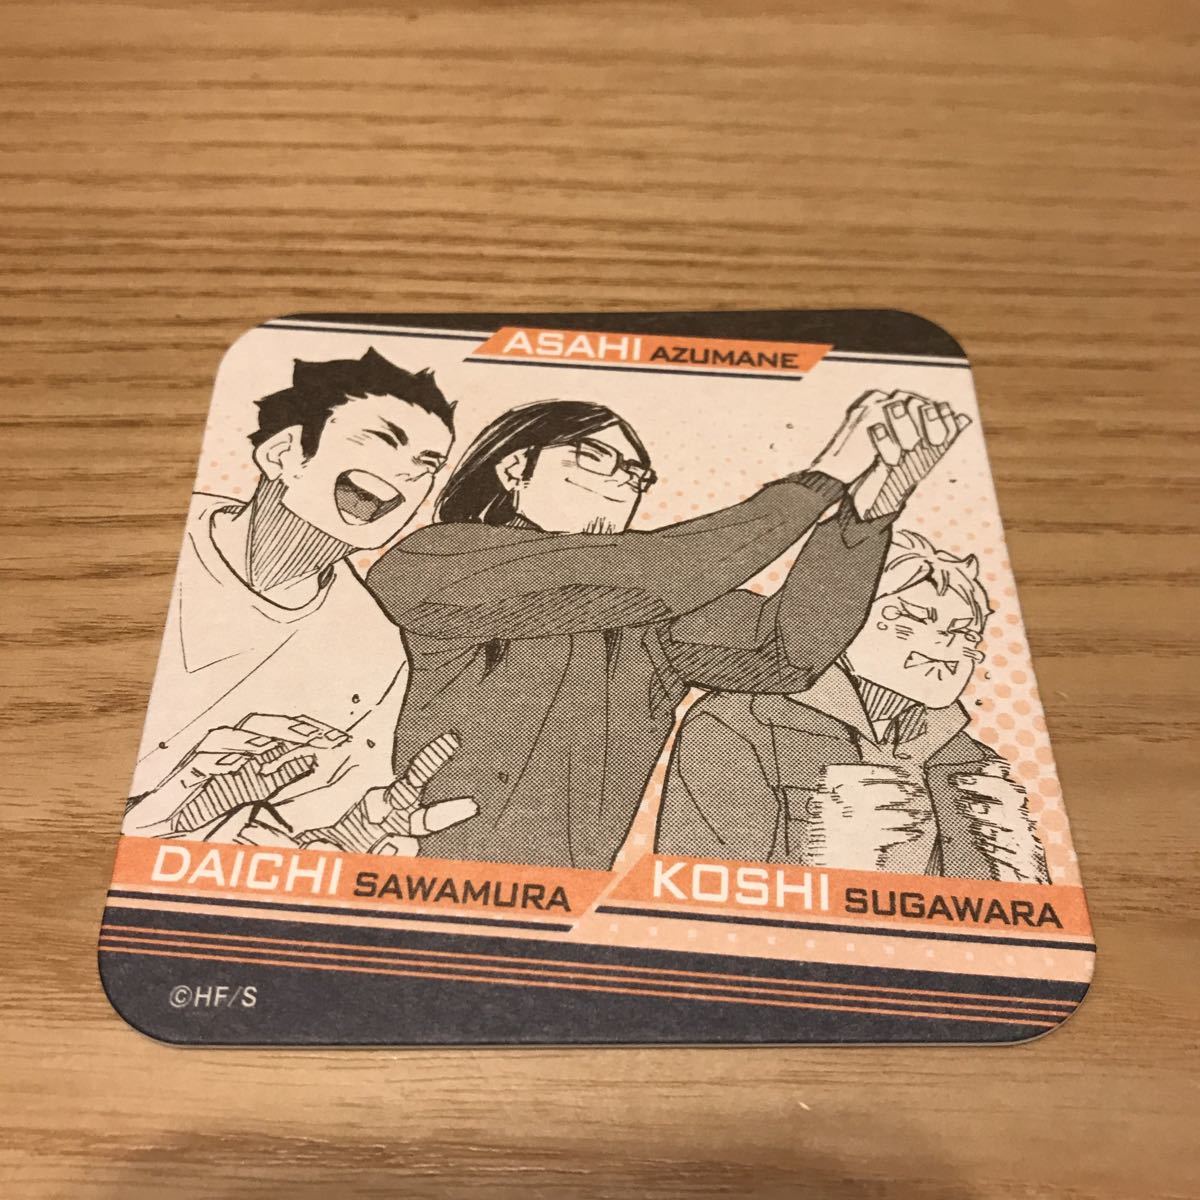 ASAHI AZUMANE
DAICHI SAWAMURA
KOSHI SUGAWARA
©HF/S